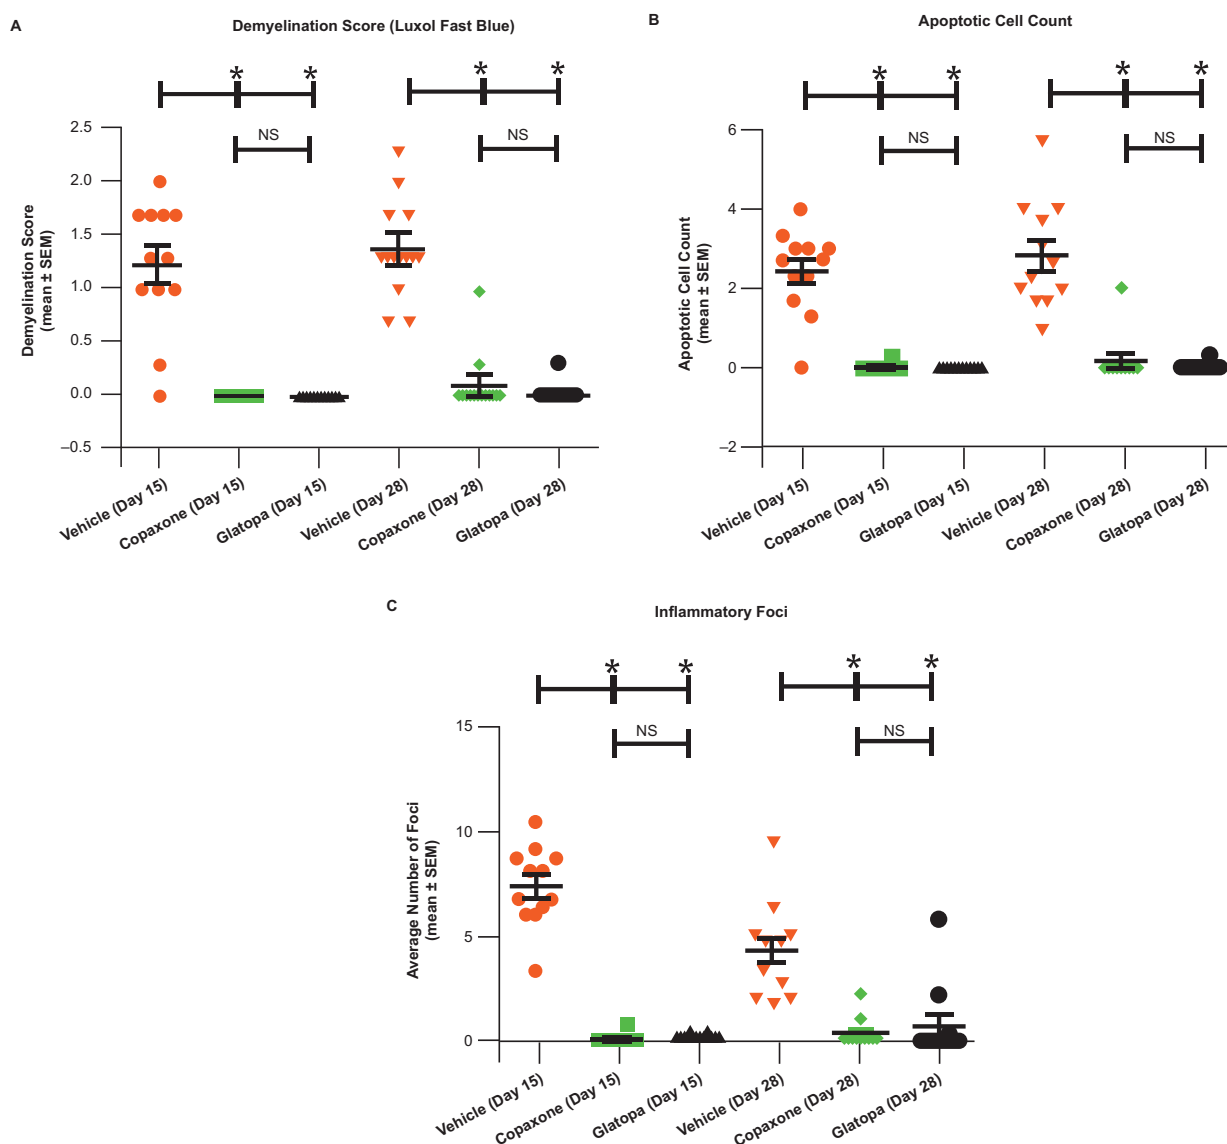 A
Demyelination Score (Luxol Fast Blue)
* * * *
NS NS
Demyelination Score
(mean ± SEM)
2.5
2.0
1.5
1.0
0.5
0.0
–0.5
Vehicle (Day 15)
Copaxone (Day 15)
Glatopa (Day 15)
Vehicle (Day 28)
Copaxone (Day 28)
Glatopa (Day 28)
B
Apoptotic Cell Count
* * * *
NS NS
Apoptotic Cell Count
(mean ± SEM)
6
4
2
0
–2
Vehicle (Day 15)
Copaxone (Day 15)
Glatopa (Day 15)
Vehicle (Day 28)
Copaxone (Day 28)
Glatopa (Day 28)
C
Inflammatory Foci
* * * *
NS NS
Average Number of Foci
(mean ± SEM)
15
10
5
0
Vehicle (Day 15)
Copaxone (Day 15)
Glatopa (Day 15)
Vehicle (Day 28)
Copaxone (Day 28)
Glatopa (Day 28)